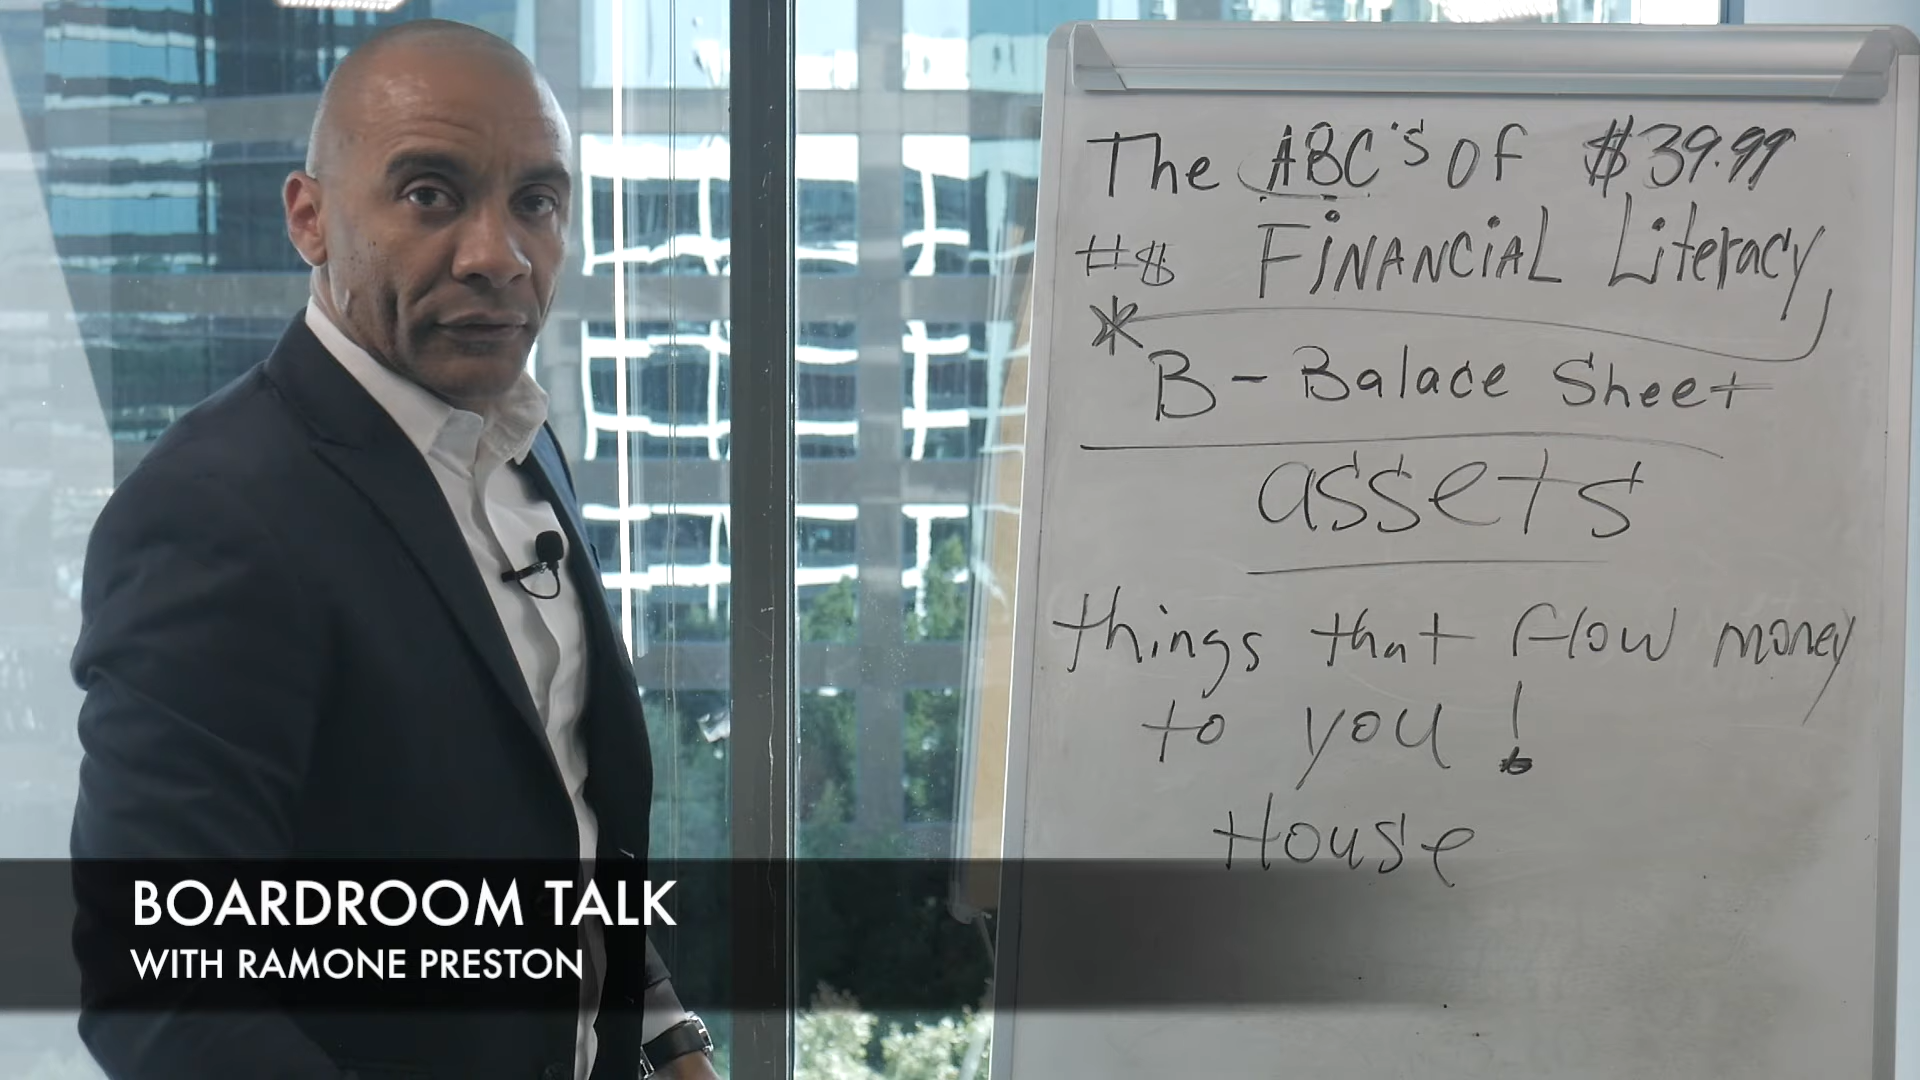 The ABC's of $39.99
#$ FINANCIAL Literacy
*
B - Balace Sheet
assets
things that flow money
to you!
House
BOARDROOM TALK
WITH RAMONE PRESTON